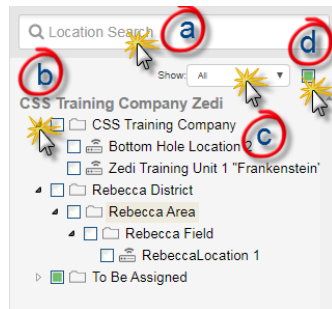 Location Search
a
d
b
Show: All
CSS Training Company Zedi
CSS Training Company
Bottom Hole Location 2
c
Zedi Training Unit 1 "Frankenstein'
Rebecca District
Rebecca Area
Rebecca Field
RebeccaLocation 1
To Be Assigned